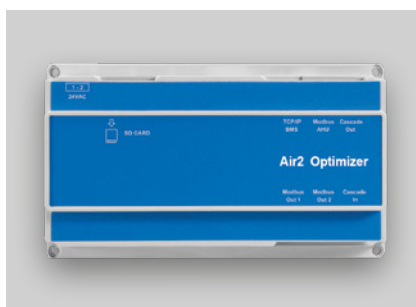 1 - 2
24VAC
SD CARD
TCP/IP BMS
Modbus AHU
Cascade Out
Air2 Optimizer
Modbus Out 1
Modbus Out 2
Cascade In